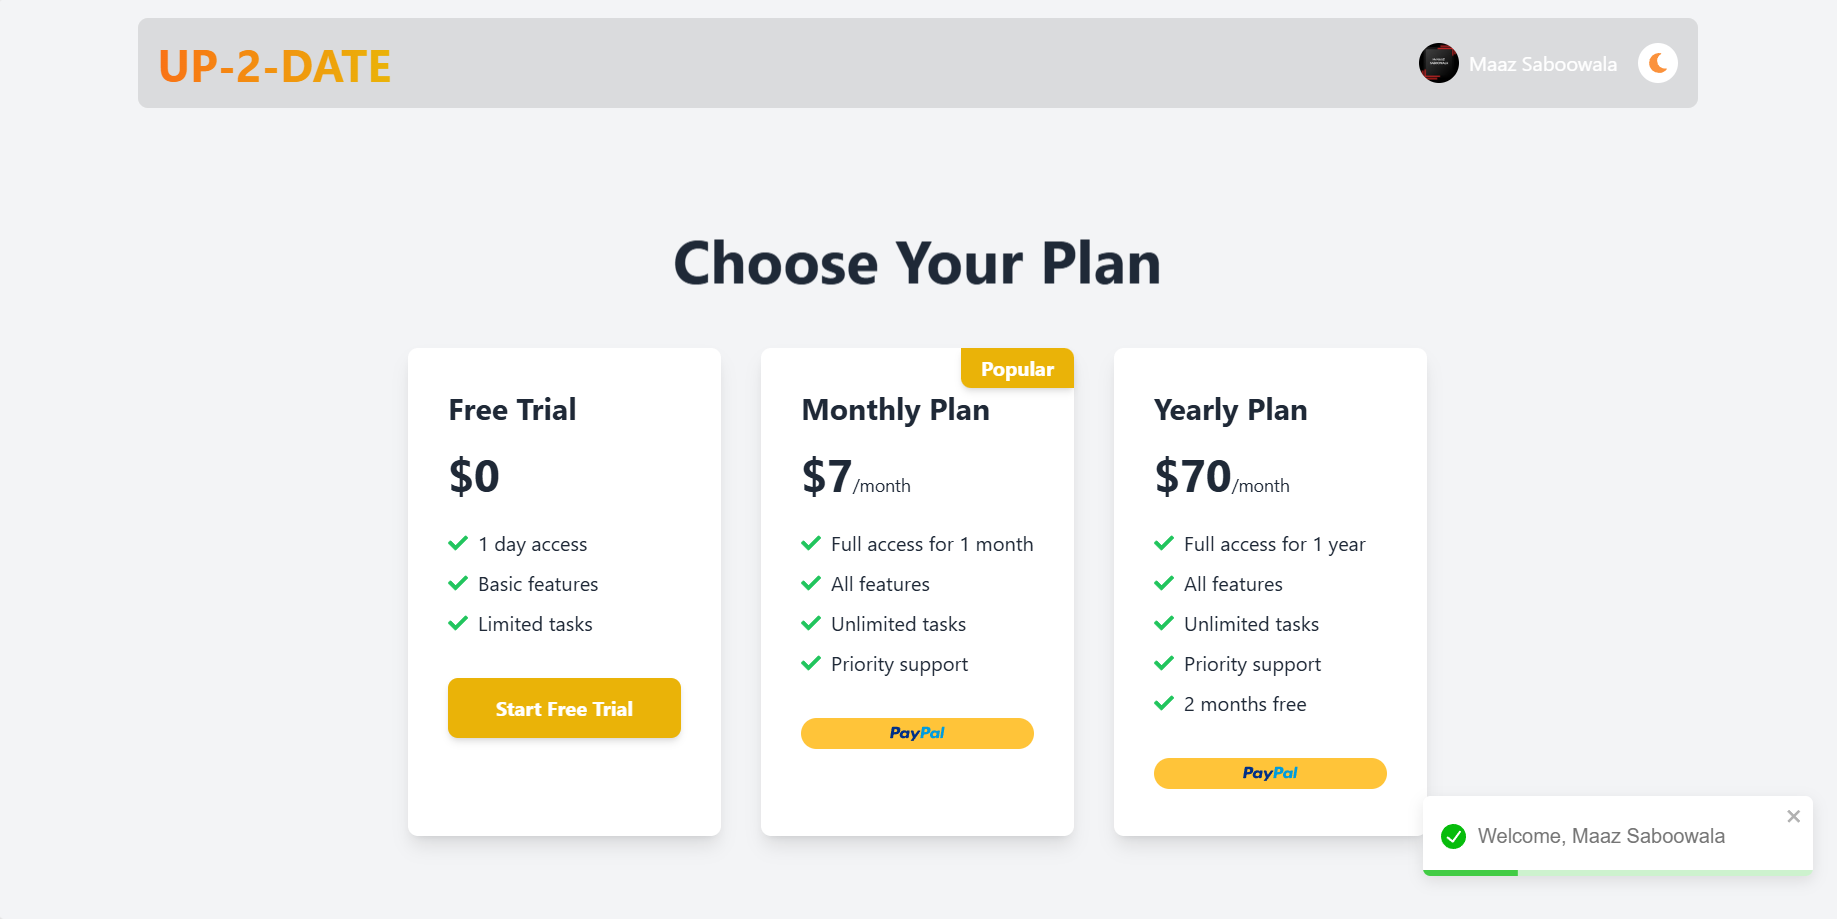 UP-2-DATE
Maaz Saboowala
Choose Your Plan
Free Trial
$0
1 day access
Basic features
Limited tasks
Start Free Trial
Popular
Monthly Plan
$7/month
Full access for 1 month
All features
Unlimited tasks
Priority support
PayPal
Yearly Plan
$70/month
Full access for 1 year
All features
Unlimited tasks
Priority support
2 months free
PayPal
Welcome, Maaz Saboowala